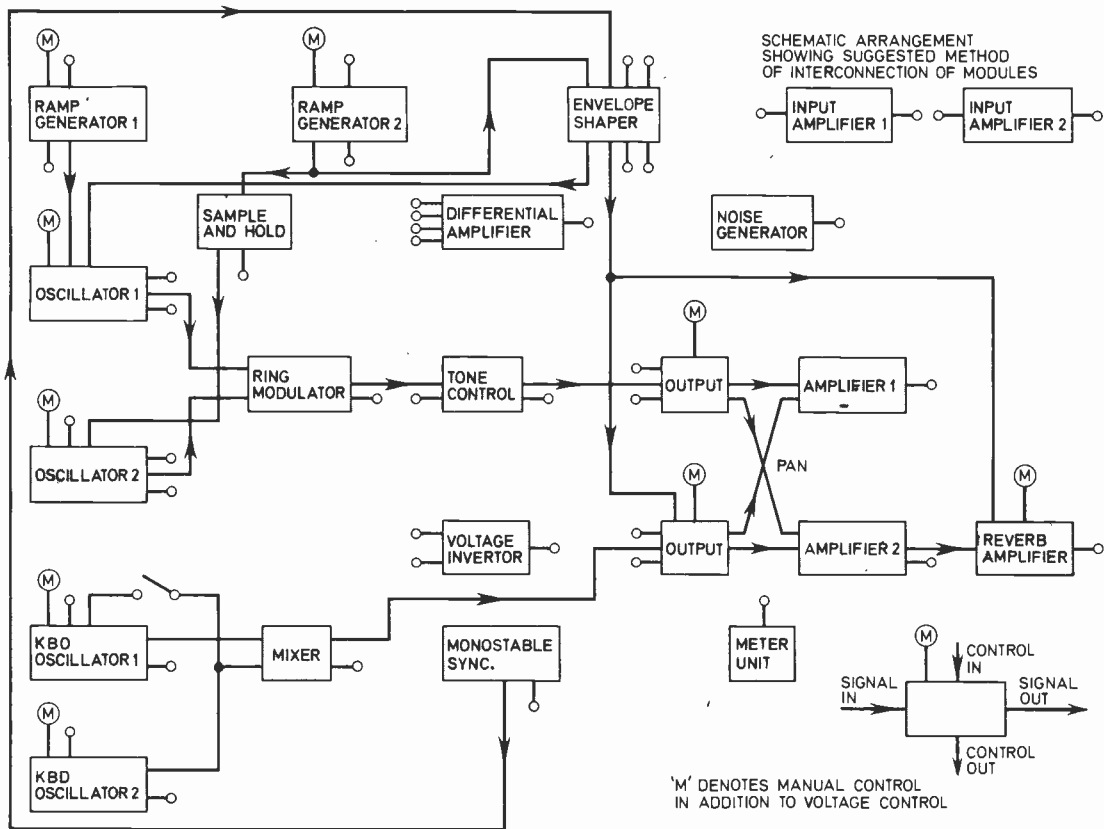 M
M
SCHEMATIC ARRANGEMENT
SHOWING SUGGESTED METHOD
OF INTERCONNECTION OF MODULES
RAMP
GENERATOR 1
RAMP
GENERATOR 2
ENVELOPE
SHAPER
INPUT
AMPLIFIER 1
INPUT
AMPLIFIER 2
M
SAMPLE
AND HOLD
DIFFERENTIAL
AMPLIFIER
NOISE
GENERATOR
OSCILLATOR 1
M
RING
MODULATOR
TONE
CONTROL
OUTPUT
AMPLIFIER 1
M
OSCILLATOR 2
PAN
M
M
VOLTAGE
INVERTOR
OUTPUT
AMPLIFIER 2
REVERB
AMPLIFIER
M
KBD
OSCILLATOR 1
MIXER
MONOSTABLE
SYNC.
METER
UNIT
M
CONTROL
IN
SIGNAL
IN
SIGNAL
OUT
CONTROL
OUT
M
KBD
OSCILLATOR 2
'M' DENOTES MANUAL CONTROL
IN ADDITION TO VOLTAGE CONTROL